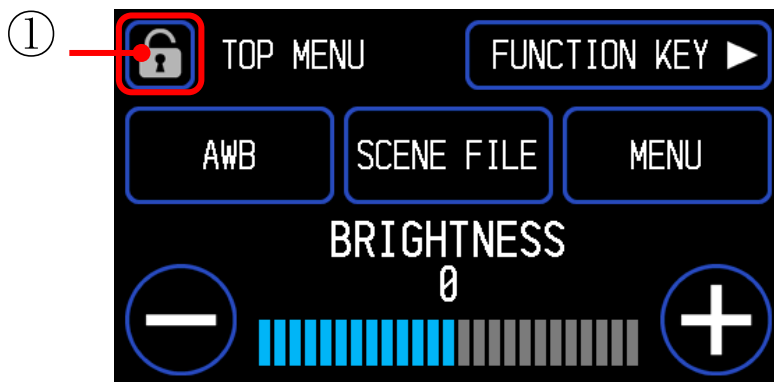 ①
TOP MENU
FUNCTION KEY ▶
AWB
SCENE FILE
MENU
BRIGHTNESS
0